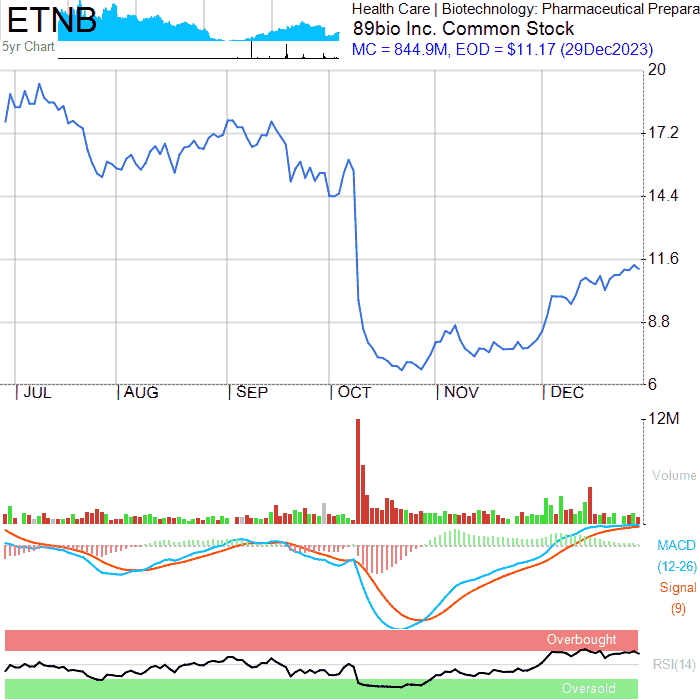 ETNB
Health Care | Biotechnology: Pharmaceutical Prepara
89bio Inc. Common Stock
5yr Chart
MC = 844.9M, EOD = $11.17 (29Dec2023)
20
17.2
14.4
11.6
8.8
6
JUL
AUG
SEP
OCT
NOV
DEC
12M
Volume
MACD
(12-26)
Signal
(9)
Overbought
RSI(14)
Oversold